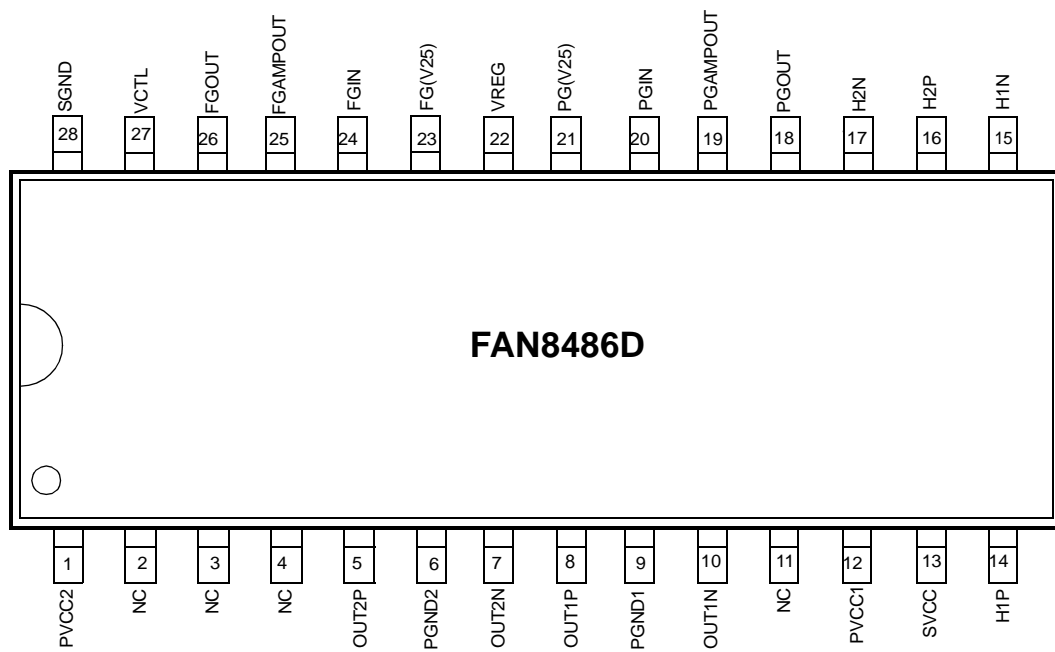 SGND
VCTL
FGOUT
FGAMPOUT
FGIN
FG(V25)
VREG
PG(V25)
PGIN
PGAMPOUT
PGOUT
H2N
H2P
H1N
28
27
26
25
24
23
22
21
20
19
18
17
16
15
FAN8486D
1
2
3
4
5
6
7
8
9
10
11
12
13
14
PVCC2
NC
NC
NC
OUT2P
PGND2
OUT2N
OUT1P
PGND1
OUT1N
NC
PVCC1
SVCC
H1P